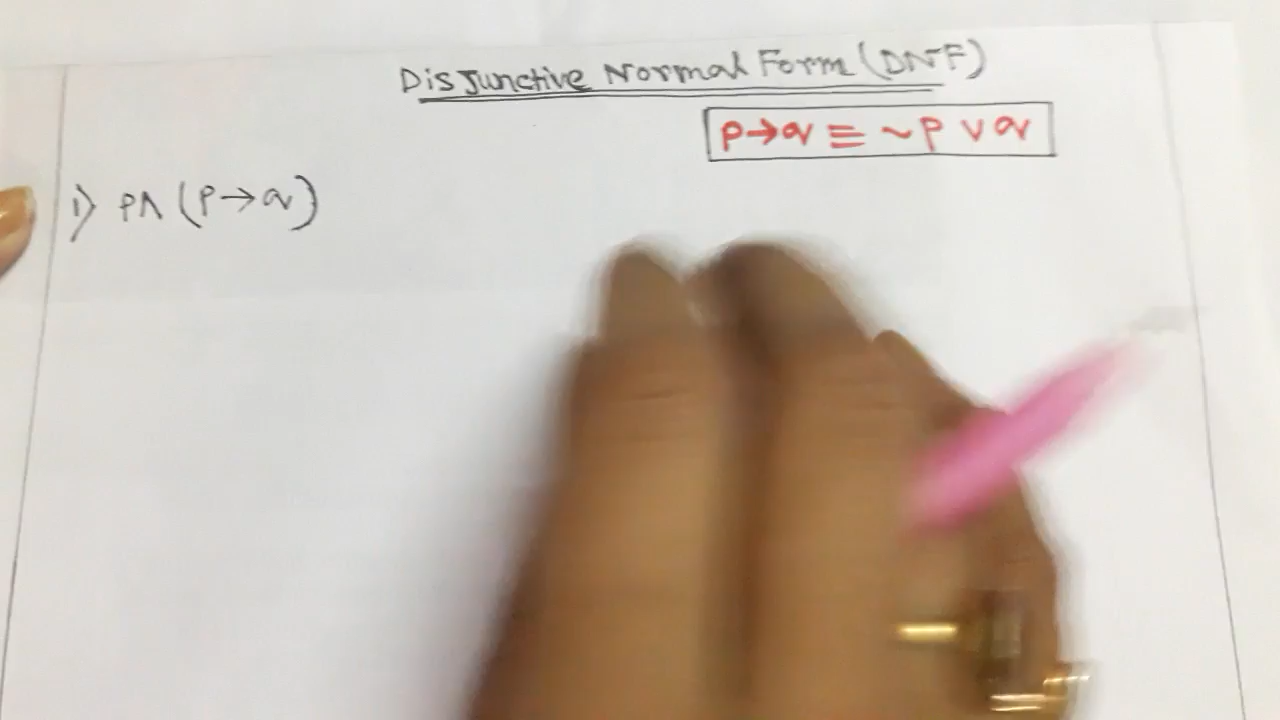 Disjunctive Normal Form (DNF)
p→q ≡ ~p ∨ q
1) p∧(p→q)